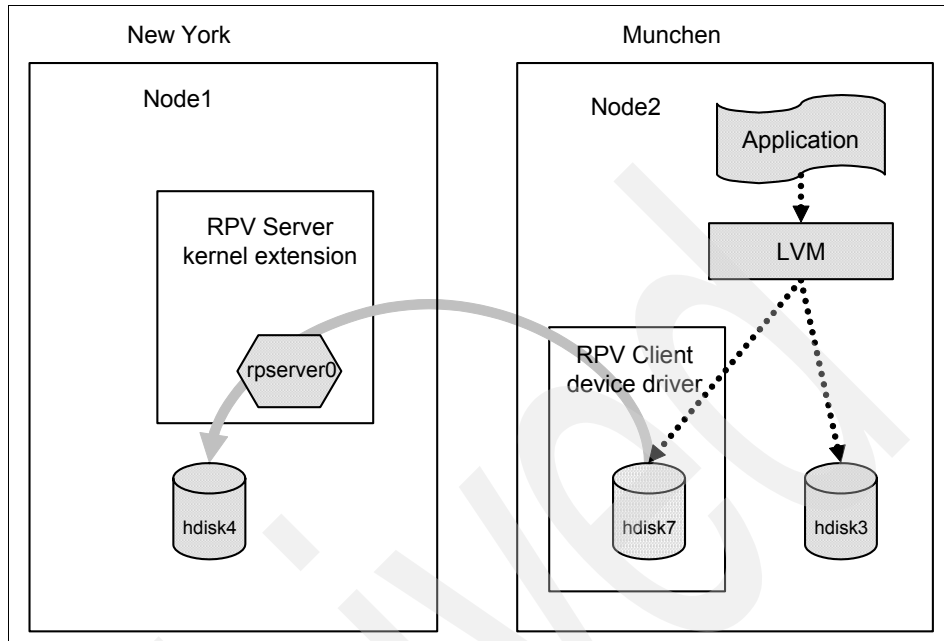 New York
Node1
RPV Server
kernel extension
rpserver0
hdisk4
Munchen
Node2
Application
LVM
RPV Client
device driver
hdisk7
hdisk3